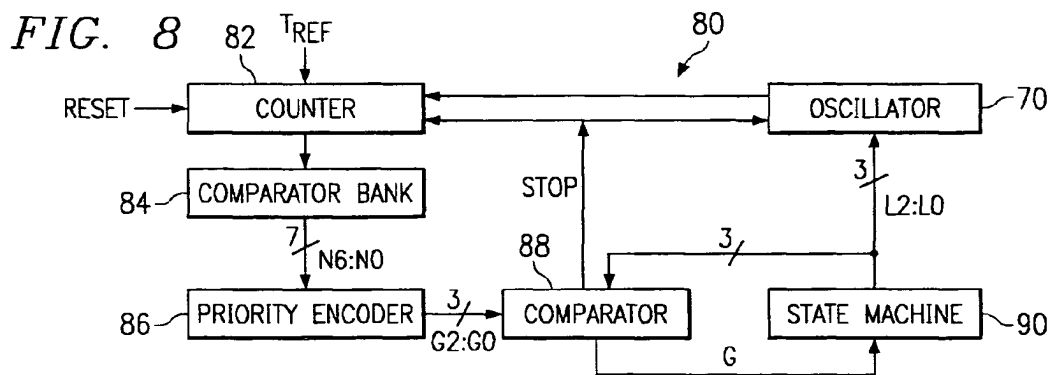 FIG. 8
82
TREF
80
RESET
COUNTER
OSCILLATOR
70
84
COMPARATOR BANK
STOP
3
L2:L0
7
N6:N0
88
3
86
PRIORITY ENCODER
3
G2:G0
COMPARATOR
STATE MACHINE
90
G